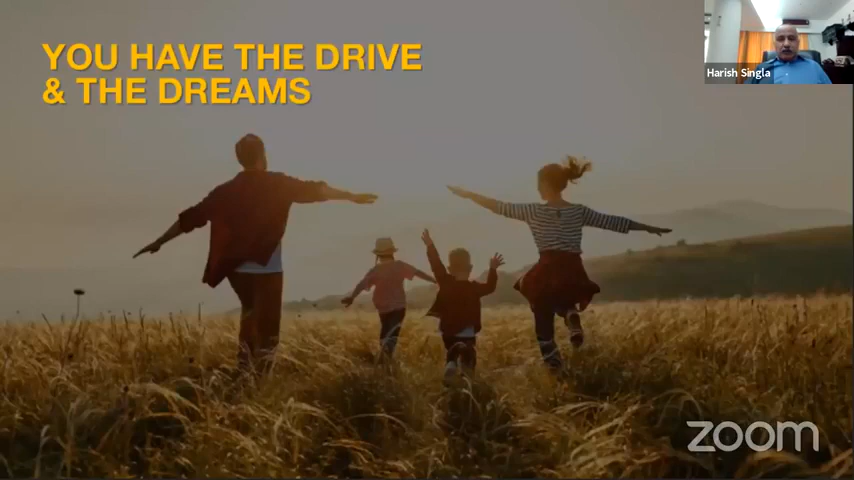 YOU HAVE THE DRIVE
& THE DREAMS
Harish Singla
zoom